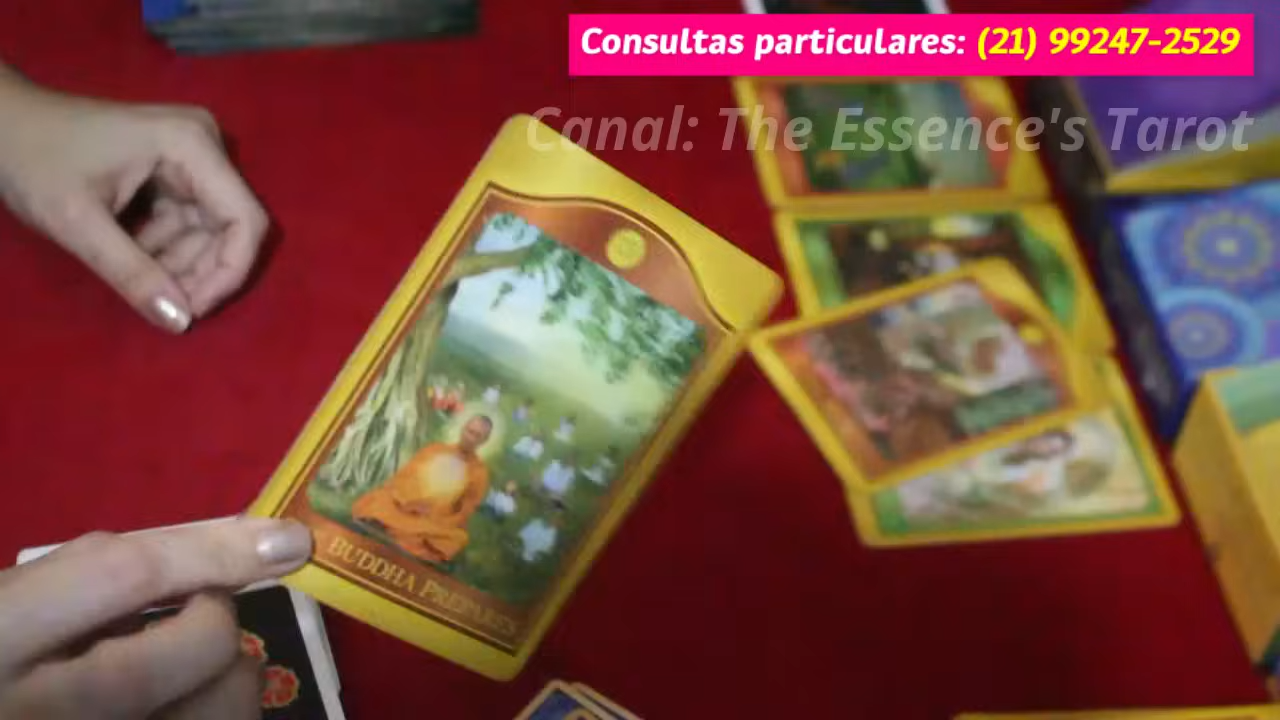 Consultas particulares: (21) 99247-2529
Canal: The Essence's Tarot
BUDDHA PREPARES